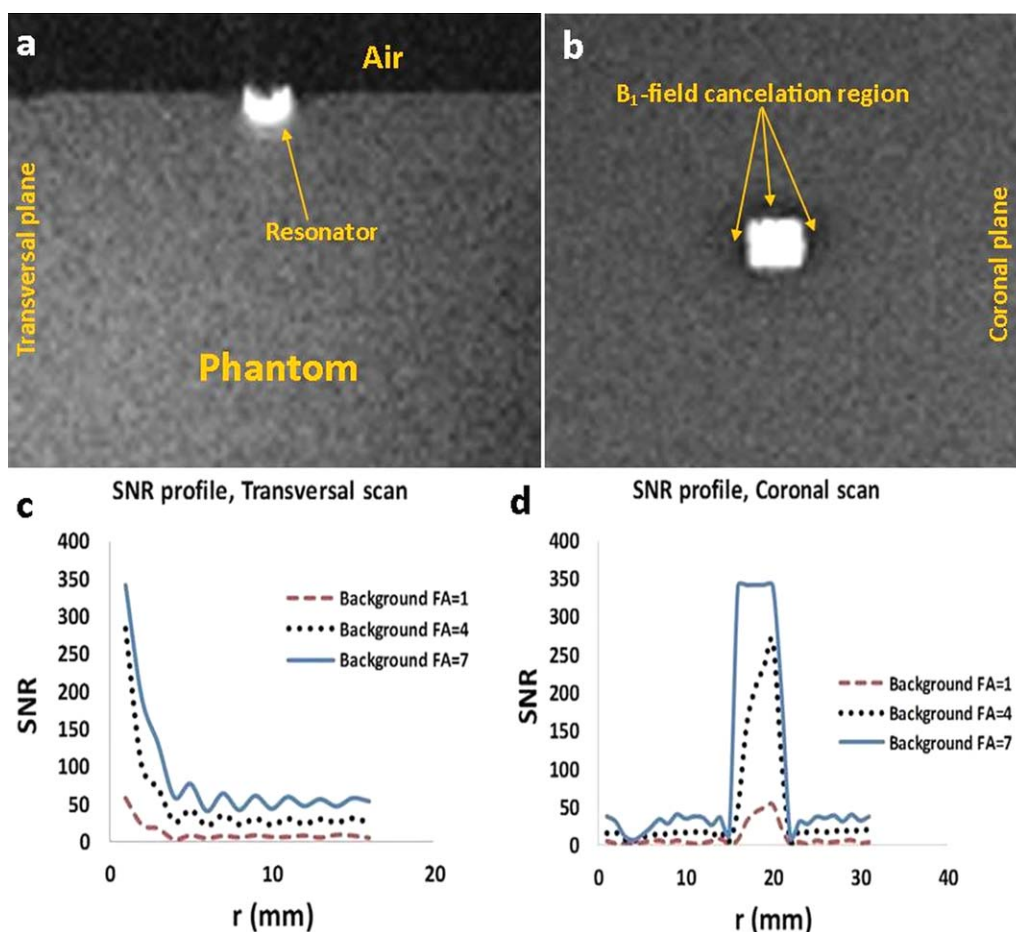 a
Air
Resonator
Phantom
Transversal plane
b
B₁-field cancelation region
Coronal plane
c
SNR profile, Transversal scan
SNR
400
350
300
250
200
150
100
50
0
Background FA=1
Background FA=4
Background FA=7
0
10
20
r (mm)
d
SNR profile, Coronal scan
SNR
400
350
300
250
200
150
100
50
0
Background FA=1
Background FA=4
Background FA=7
0
10
20
30
40
r (mm)